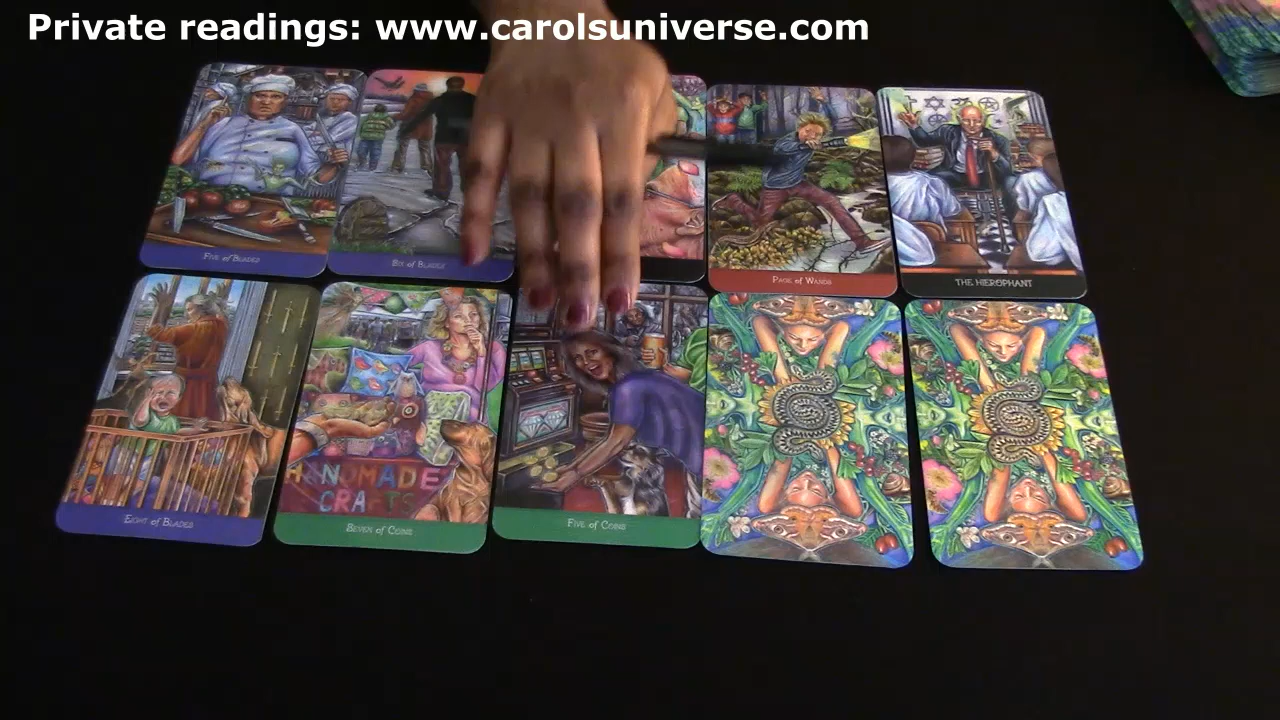 Private readings: www.carolsuniverse.com
FIVE of BLADES
SIX of BLADES
PAGE of WANDS
THE HIEROPHANT
HANDMADE
CRAFTS
EIGHT of BLADES
SEVEN of COINS
FIVE of COINS